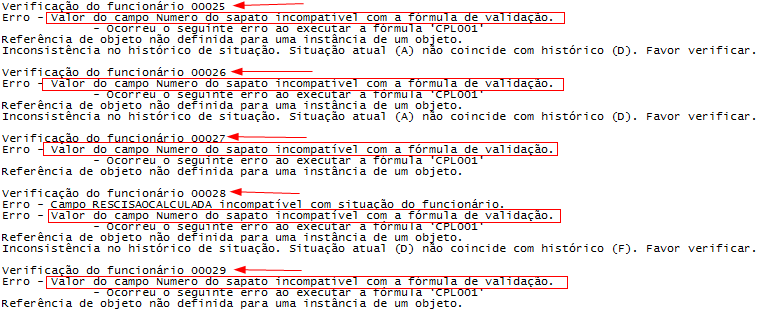 Verificação do funcionário 00025
Erro - Valor do campo Numero do sapato incompatível com a fórmula de validação.
- Ocorreu o seguinte erro ao executar a fórmula 'CPL001'
Referência de objeto não definida para uma instância de um objeto.
Inconsistência no histórico de situação. Situação atual (A) não coincide com histórico (D). Favor verificar.
Verificação do funcionário 00026
Erro - Valor do campo Numero do sapato incompatível com a fórmula de validação.
- Ocorreu o seguinte erro ao executar a fórmula 'CPL001'
Referência de objeto não definida para uma instância de um objeto.
Inconsistência no histórico de situação. Situação atual (A) não coincide com histórico (D). Favor verificar.
Verificação do funcionário 00027
Erro - Valor do campo Numero do sapato incompatível com a fórmula de validação.
- Ocorreu o seguinte erro ao executar a fórmula 'CPL001'
Referência de objeto não definida para uma instância de um objeto.
Verificação do funcionário 00028
Erro - Campo RESCISAOCALCULADA incompatível com situação do funcionário.
Erro - Valor do campo Numero do sapato incompatível com a fórmula de validação.
- Ocorreu o seguinte erro ao executar a fórmula 'CPL001'
Referência de objeto não definida para uma instância de um objeto.
Inconsistência no histórico de situação. Situação atual (D) não coincide com histórico (F). Favor verificar.
Verificação do funcionário 00029
Erro - Valor do campo Numero do sapato incompatível com a fórmula de validação.
- Ocorreu o seguinte erro ao executar a fórmula 'CPL001'
Referência de objeto não definida para uma instância de um objeto.